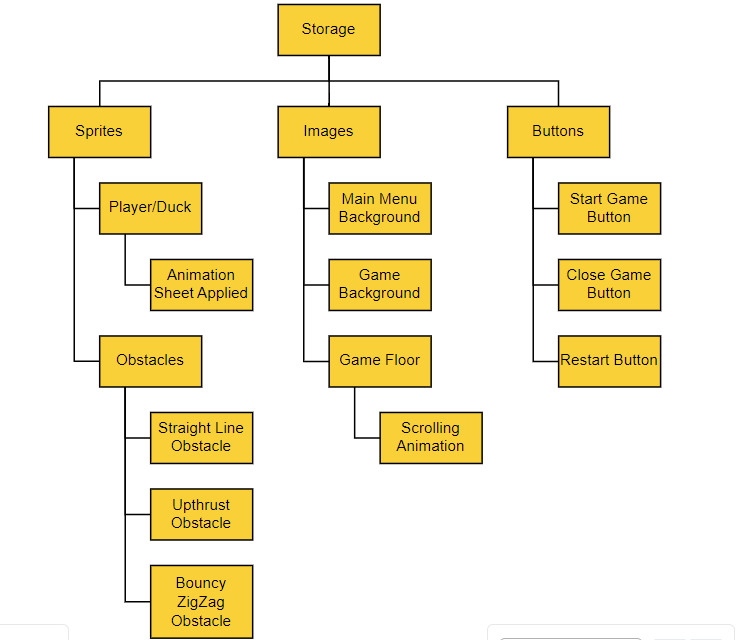 Storage
Sprites
Player/Duck
Animation
Sheet Applied
Obstacles
Straight Line
Obstacle
Upthrust
Obstacle
Bouncy
ZigZag
Obstacle
Images
Main Menu
Background
Game
Background
Game Floor
Scrolling
Animation
Buttons
Start Game
Button
Close Game
Button
Restart Button